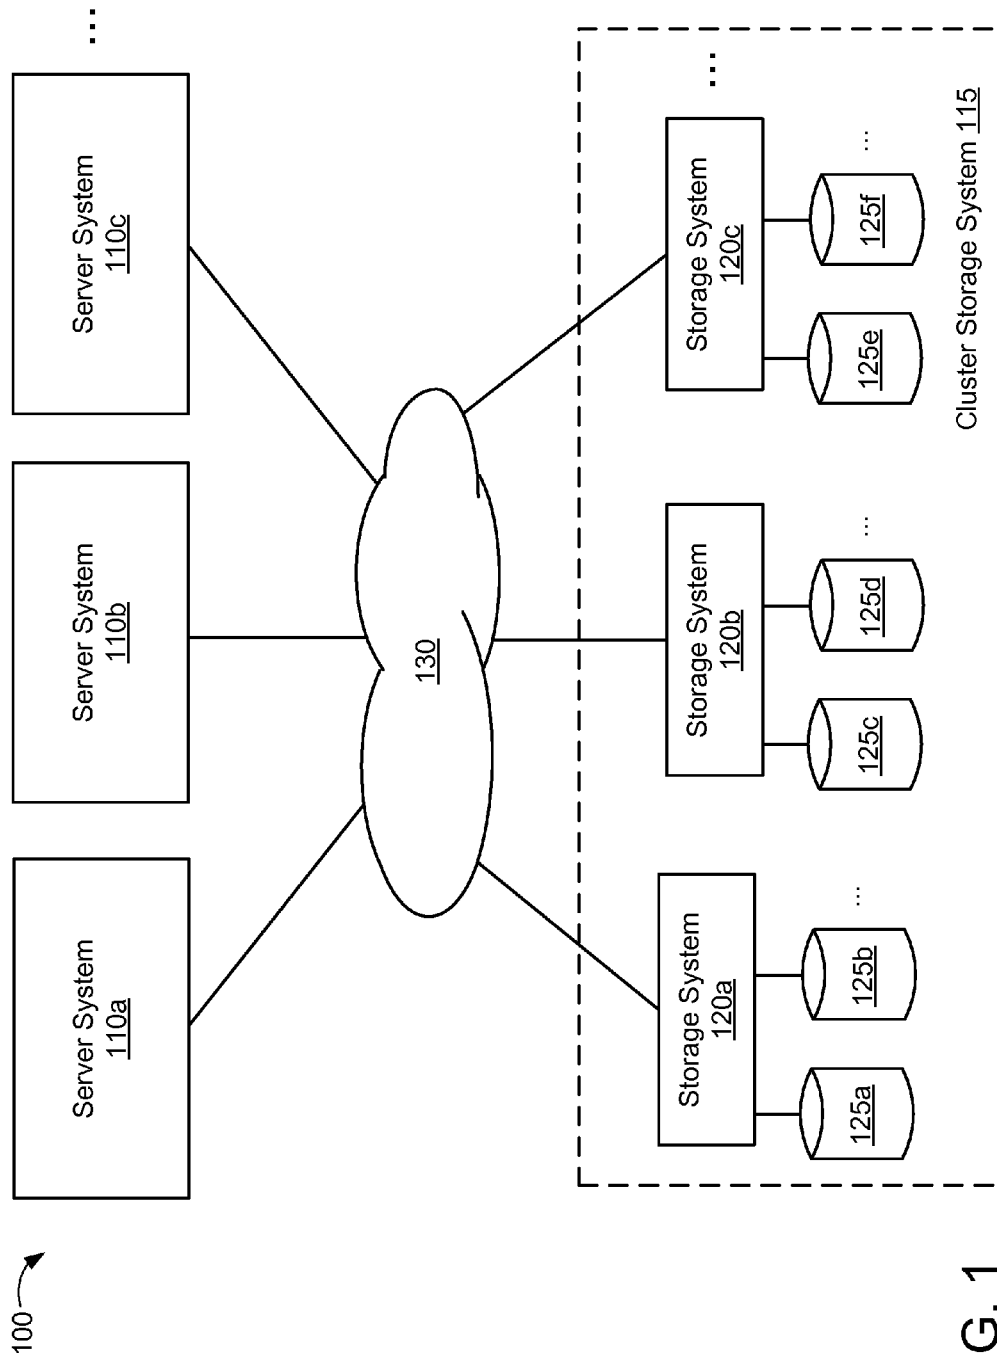 100
Server System
110a
Server System
110b
Server System
110c
...
130
Storage System
120a
Storage System
120b
Storage System
120c
...
125a
125b
...
125c
125d
...
125e
125f
...
Cluster Storage System 115
G. 1